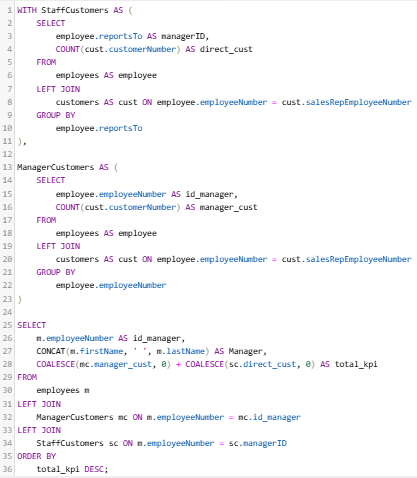 1 WITH StaffCustomers AS (
2     SELECT
3         employee.reportsTo AS managerID,
4         COUNT(cust.customerNumber) AS direct_cust
5     FROM
6         employees AS employee
7     LEFT JOIN
8         customers AS cust ON employee.employeeNumber = cust.salesRepEmployeeNumber
9     GROUP BY
10         employee.reportsTo
11 ),
12
13 ManagerCustomers AS (
14     SELECT
15         employee.employeeNumber AS id_manager,
16         COUNT(cust.customerNumber) AS manager_cust
17     FROM
18         employees AS employee
19     LEFT JOIN
20         customers AS cust ON employee.employeeNumber = cust.salesRepEmployeeNumber
21     GROUP BY
22         employee.employeeNumber
23 )
24
25 SELECT
26     m.employeeNumber AS id_manager,
27     CONCAT(m.firstName, ' ', m.lastName) AS Manager,
28     COALESCE(mc.manager_cust, 0) + COALESCE(sc.direct_cust, 0) AS total_kpi
29 FROM
30     employees m
31 LEFT JOIN
32     ManagerCustomers mc ON m.employeeNumber = mc.id_manager
33 LEFT JOIN
34     StaffCustomers sc ON m.employeeNumber = sc.managerID
35 ORDER BY
36     total_kpi DESC;